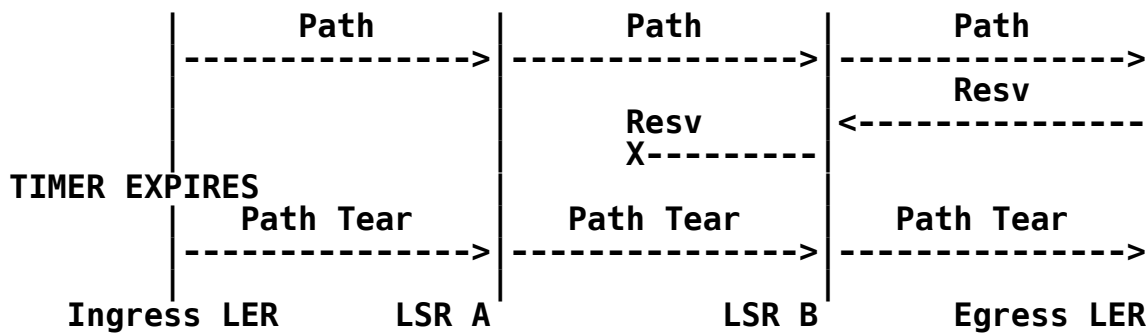 Path Path Path
--------------->|--------------->|--------------->
Resv
Resv <---------------
X---------
TIMER EXPIRES
Path Tear Path Tear Path Tear
--------------->|--------------->|--------------->
Ingress LER LSR A LSR B Egress LER